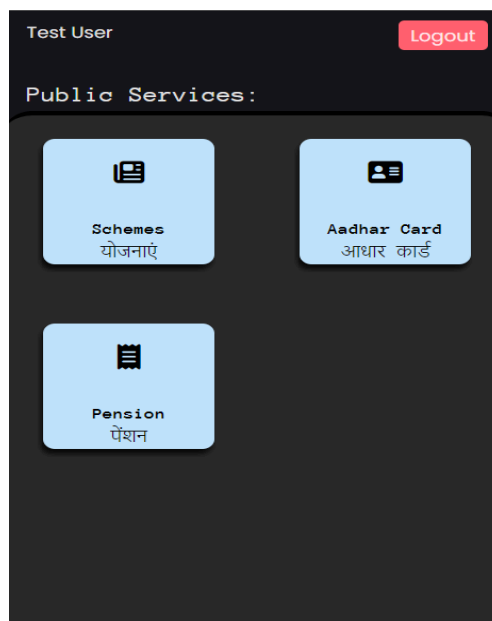 Test User
Logout
Public Services:
Schemes
योजनाएं
Aadhar Card
आधार कार्ड
Pension
पेंशन